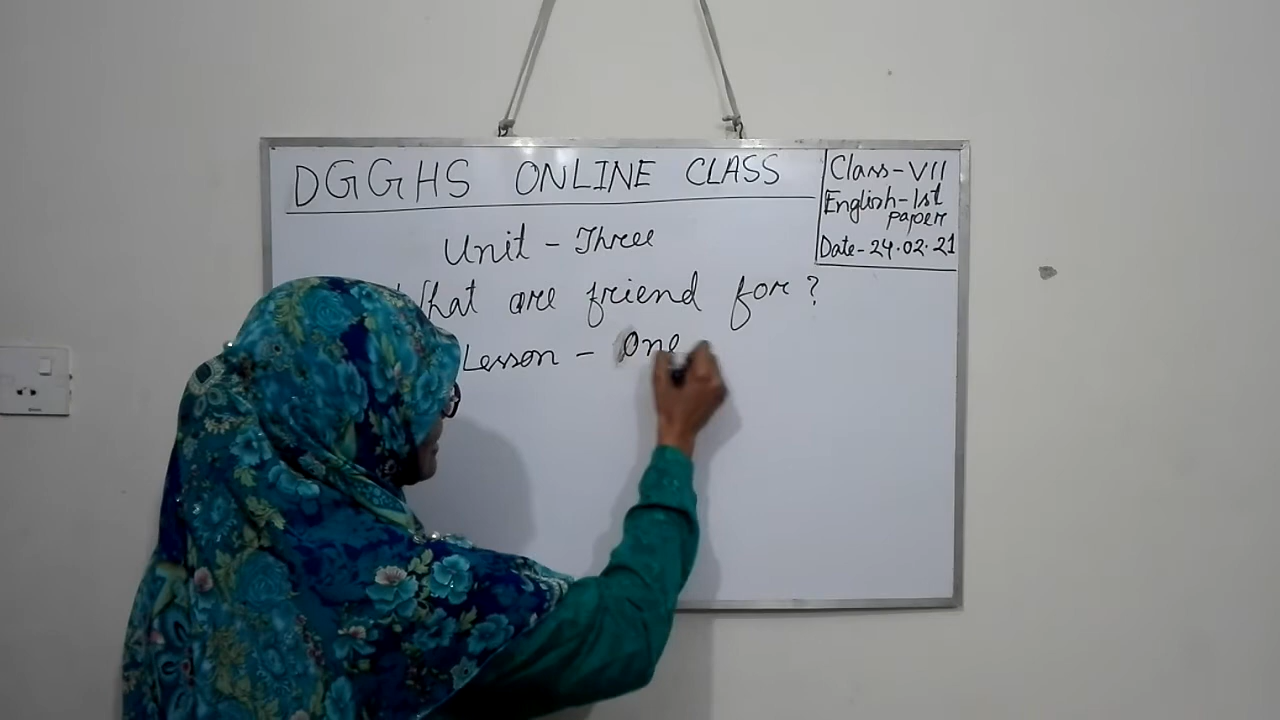 DGGHS ONLINE CLASS
Class-VII
English-1st
paper
Date-24.02.21
Unit - Three
What are friend for?
Lesson - One